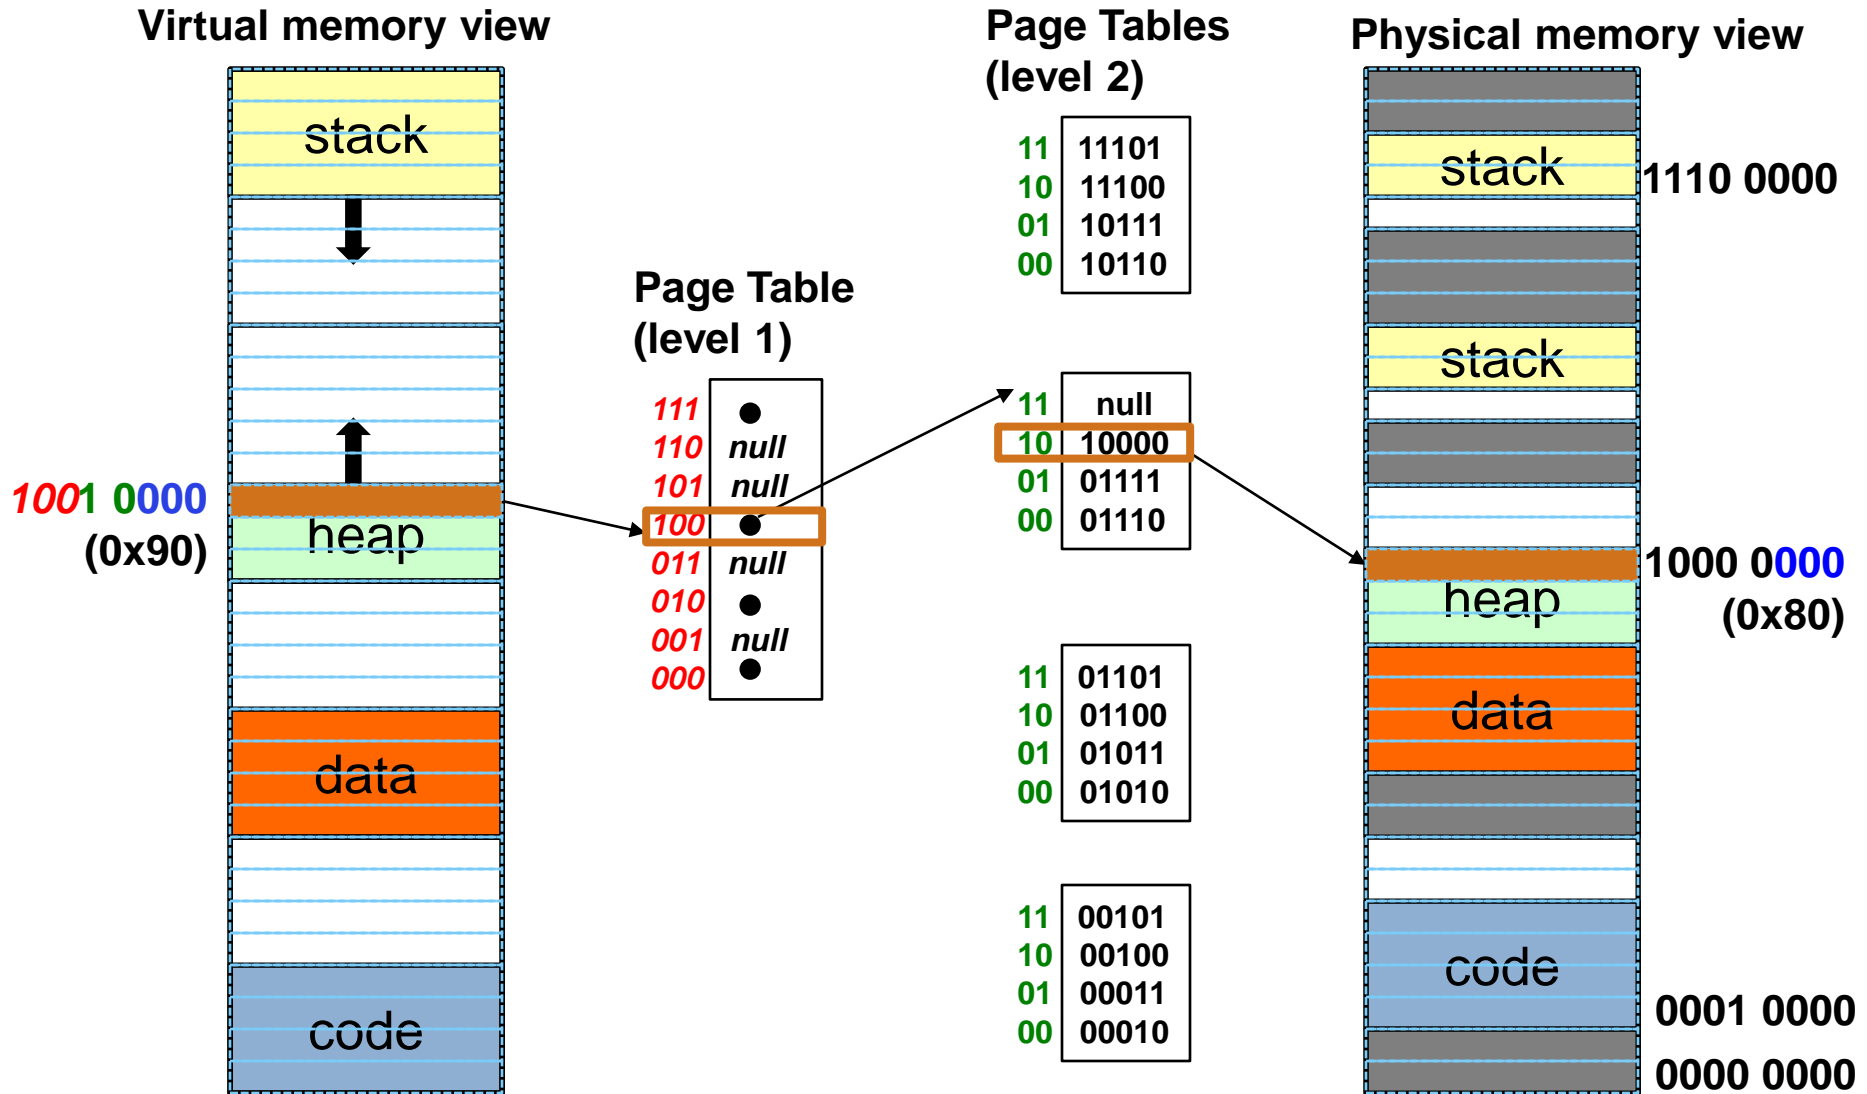 Virtual memory view
stack
heap
data
code
1001 0000
(0x90)
Page Table
(level 1)
111
110 null
101 null
100
011 null
010
001 null
000
Page Tables
(level 2)
11 11101
10 11100
01 10111
00 10110
11 null
10 10000
01 01111
00 01110
11 01101
10 01100
01 01011
00 01010
11 00101
10 00100
01 00011
00 00010
Physical memory view
stack
1110 0000
stack
1000 0000
(0x80)
heap
data
code
0001 0000
0000 0000